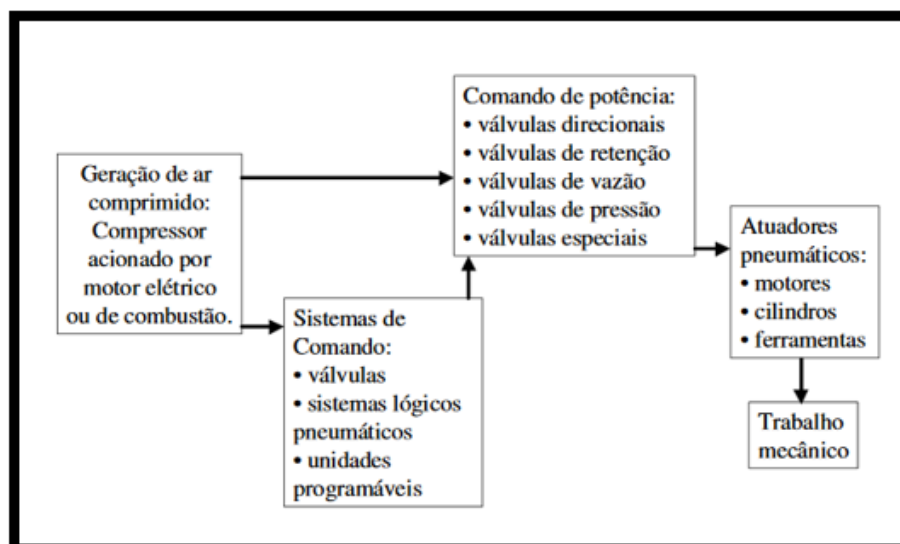 Geração de ar
comprimido:
Compressor
acionado por
motor elétrico
ou de combustão.
Sistemas de
Comando:
• válvulas
• sistemas lógicos
pneumáticos
• unidades
programáveis
Comando de potência:
• válvulas direcionais
• válvulas de retenção
• válvulas de vazão
• válvulas de pressão
• válvulas especiais
Atuadores
pneumáticos:
• motores
• cilindros
• ferramentas
Trabalho
mecânico